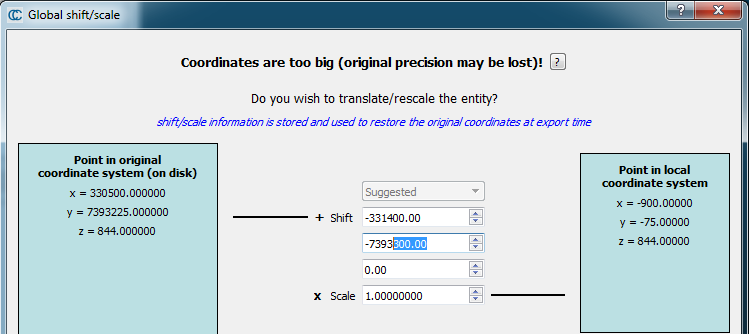 Global shift/scale
Coordinates are too big (original precision may be lost)! ?
Do you wish to translate/rescale the entity?
shift/scale information is stored and used to restore the original coordinates at export time
Point in original
coordinate system (on disk)
x = 330500.000000
y = 7393225.000000
z = 844.000000
Suggested
+ Shift -331400.00
-7393300.00
0.00
x Scale 1.00000000
Point in local
coordinate system
x = -900.00000
y = -75.00000
z = 844.00000